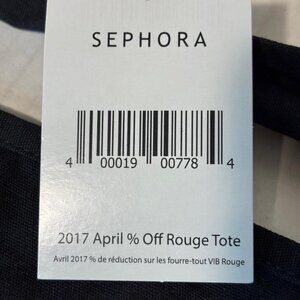 SEPHORA
4 00019 00778 4
2017 April % Off Rouge Tote
Avril 2017 % de réduction sur les fourre-tout VIB Rouge